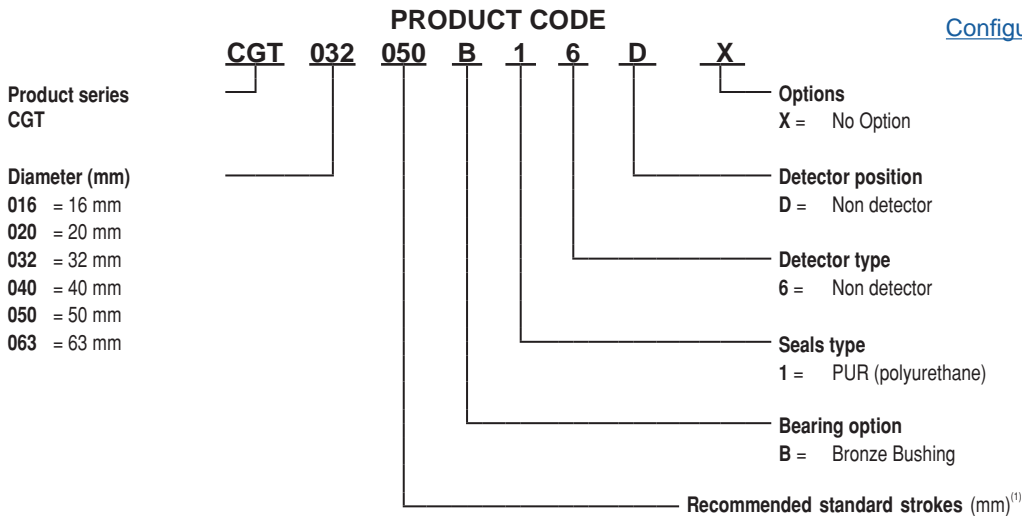 PRODUCT CODE
Configu
CGT 032 050 B 1 6 D X
Product series
CGT
Diameter (mm)
016 = 16 mm
020 = 20 mm
032 = 32 mm
040 = 40 mm
050 = 50 mm
063 = 63 mm
Options
X = No Option
Detector position
D = Non detector
Detector type
6 = Non detector
Seals type
1 = PUR (polyurethane)
Bearing option
B = Bronze Bushing
Recommended standard strokes (mm)(1)